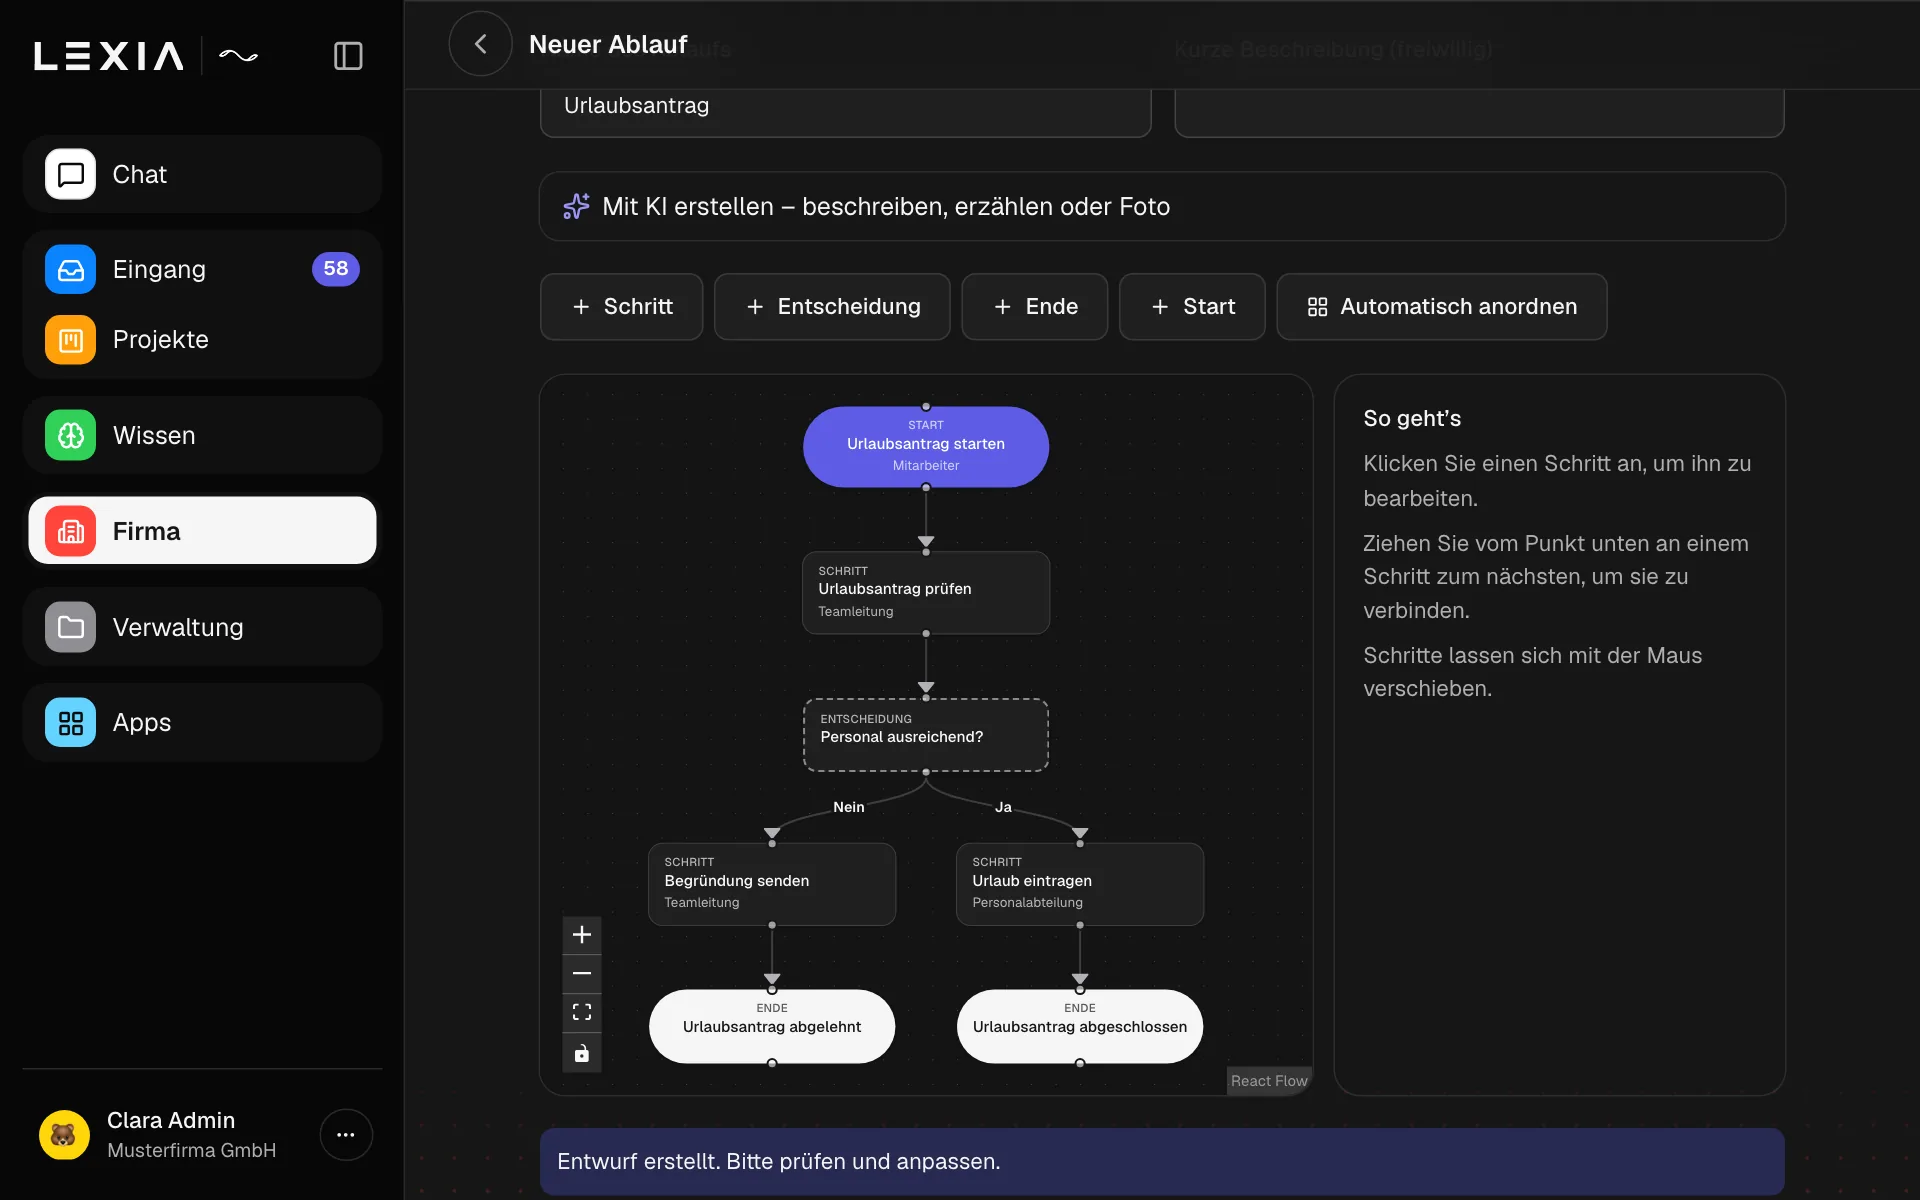 LEXIA
Neuer Ablauf
Kurze Beschreibung (freiwillig)
Chat
Eingang
58
Projekte
Wissen
Firma
Verwaltung
Apps
Clara Admin
Musterfirma GmbH
Urlaubsantrag
Mit KI erstellen – beschreiben, erzählen oder Foto
Schritt
Entscheidung
Ende
Start
Automatisch anordnen
START
Urlaubsantrag starten
Mitarbeiter
SCHRITT
Urlaubsantrag prüfen
Teamleitung
ENTSCHEIDUNG
Personal ausreichend?
Nein
Ja
SCHRITT
Begründung senden
Teamleitung
SCHRITT
Urlaub eintragen
Personalabteilung
ENDE
Urlaubsantrag abgelehnt
ENDE
Urlaubsantrag abgeschlossen
React Flow
So geht’s
Klicken Sie einen Schritt an, um ihn zu
bearbeiten.
Ziehen Sie vom Punkt unten an einem
Schritt zum nächsten, um sie zu
verbinden.
Schritte lassen sich mit der Maus
verschieben.
Entwurf erstellt. Bitte prüfen und anpassen.